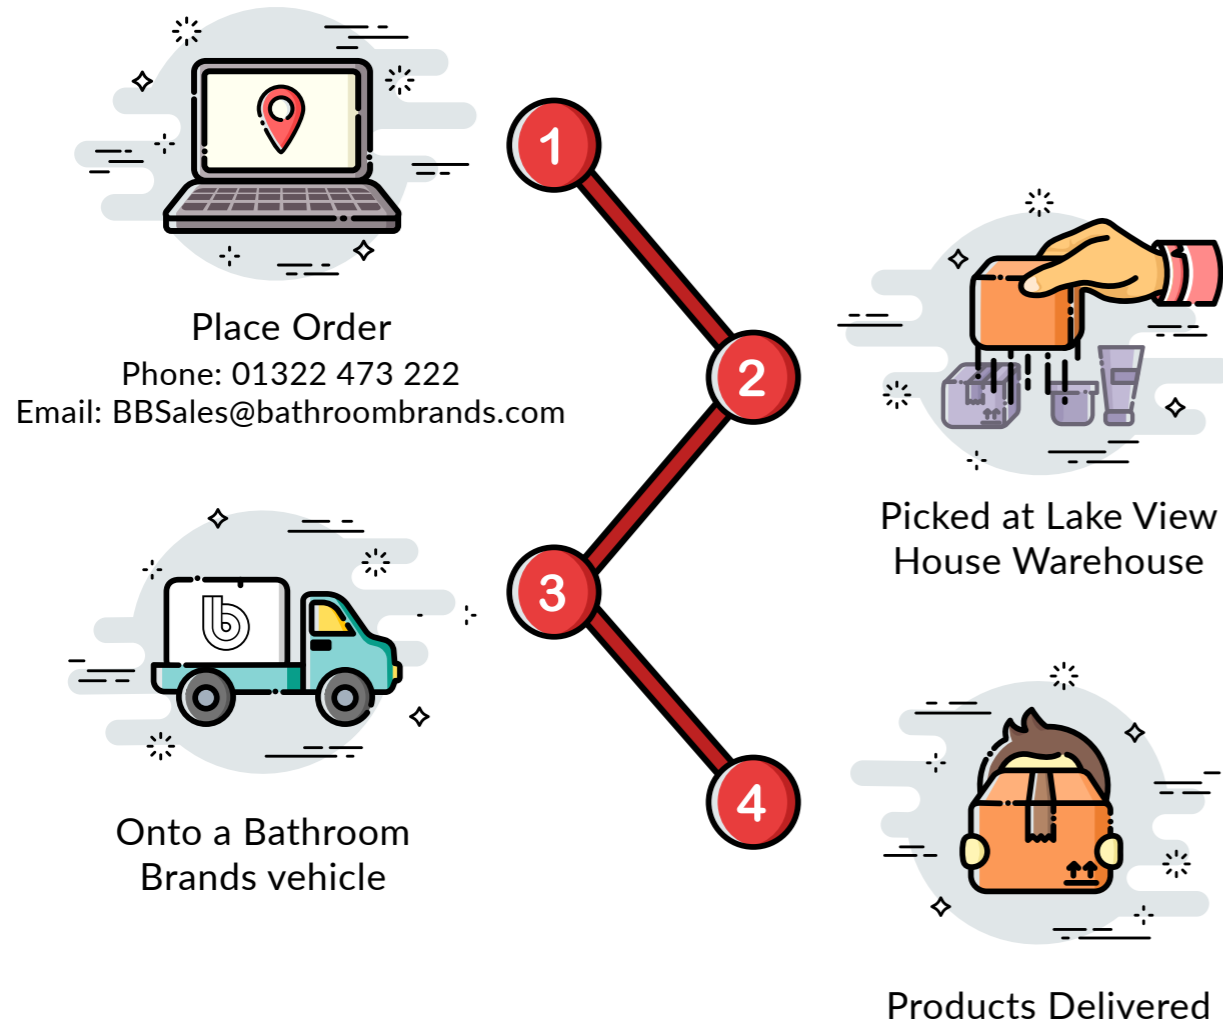 1
Place Order
Phone: 01322 473 222
Email: BBSales@bathroombrands.com
2
Picked at Lake View
House Warehouse
3
b
Onto a Bathroom
Brands vehicle
4
Products Delivered